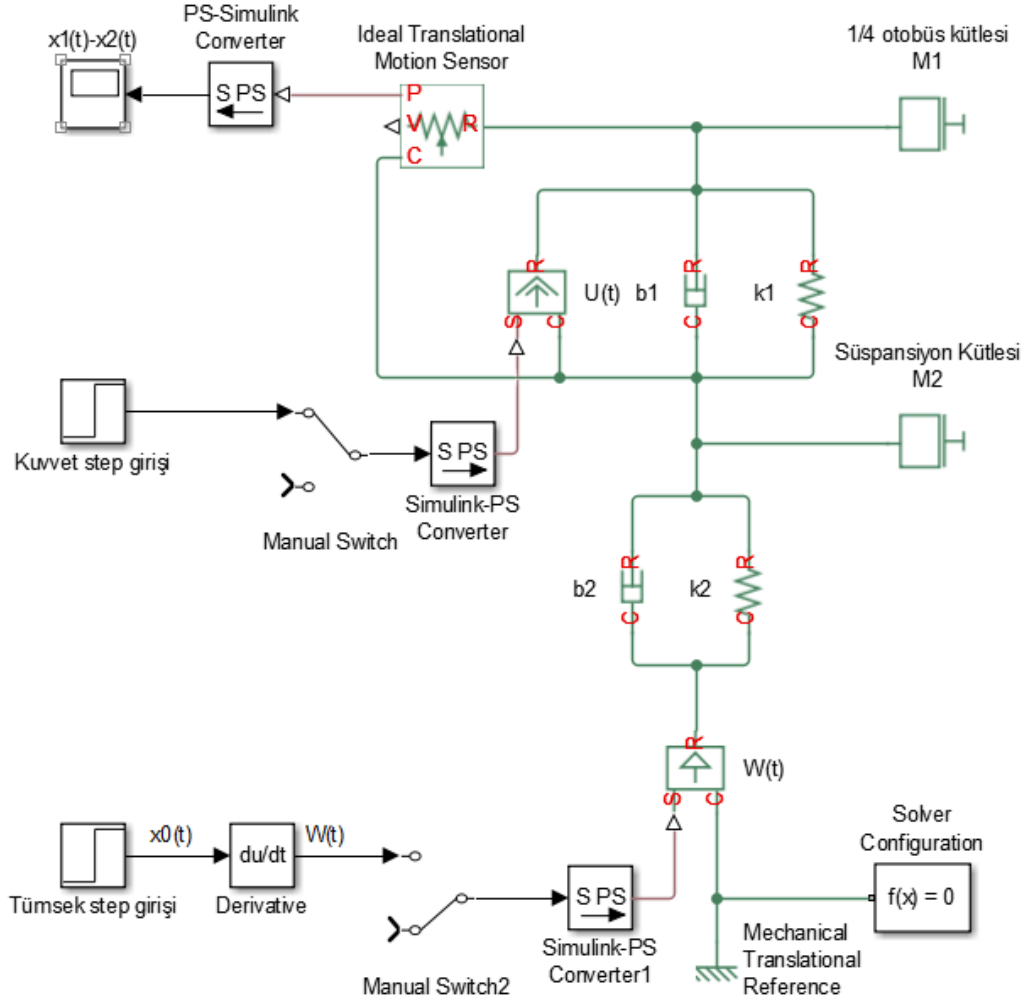 PS-Simulink
Converter
x1(t)-x2(t)
Ideal Translational
Motion Sensor
1/4 otobüs kütlesi
M1
S PS
P
V
R
C
R
R
R
U(t)
b1
k1
S
C
C
C
Süspansiyon Kütlesi
M2
Kuvvet step girişi
S PS
Simulink-PS
Converter
Manual Switch
R
R
b2
k2
C
C
R
W(t)
S
C
Solver
Configuration
f(x) = 0
x0(t)
du/dt
W(t)
Tümsek step girişi
Derivative
S PS
Simulink-PS
Converter1
Manual Switch2
Mechanical
Translational
Reference